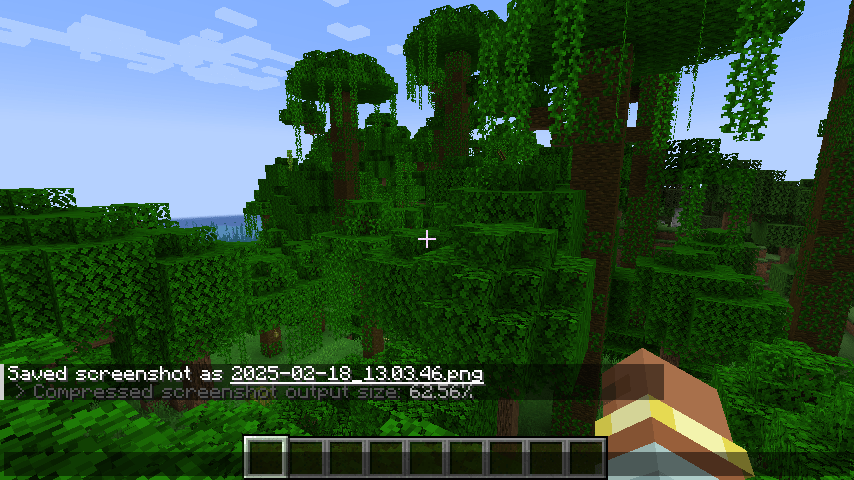 Saved screenshot as 2025-02-18_13.03.46.png
> Compressed screenshot output size: 62.56%